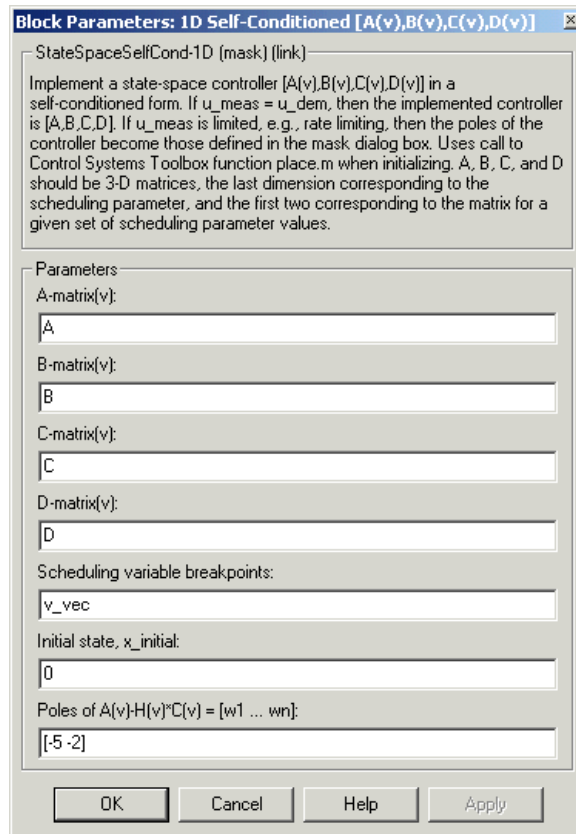 Block Parameters: 1D Self-Conditioned [A(v),B(v),C(v),D(v)]
StateSpaceSelfCond-1D (mask) (link)
Implement a state-space controller [A(v),B(v),C(v),D(v)] in a
self-conditioned form. If u_meas = u_dem, then the implemented controller
is [A,B,C,D]. If u_meas is limited, e.g., rate limiting, then the poles of the
controller become those defined in the mask dialog box. Uses call to
Control Systems Toolbox function place.m when initializing. A, B, C, and D
should be 3-D matrices, the last dimension corresponding to the
scheduling parameter, and the first two corresponding to the matrix for a
given set of scheduling parameter values.
Parameters
A-matrix(v):
A
B-matrix(v):
B
C-matrix(v):
C
D-matrix(v):
D
Scheduling variable breakpoints:
v_vec
Initial state, x_initial:
0
Poles of A(v)-H(v)*C(v) = [w1 ... wn]:
[-5 -2]
OK Cancel Help Apply